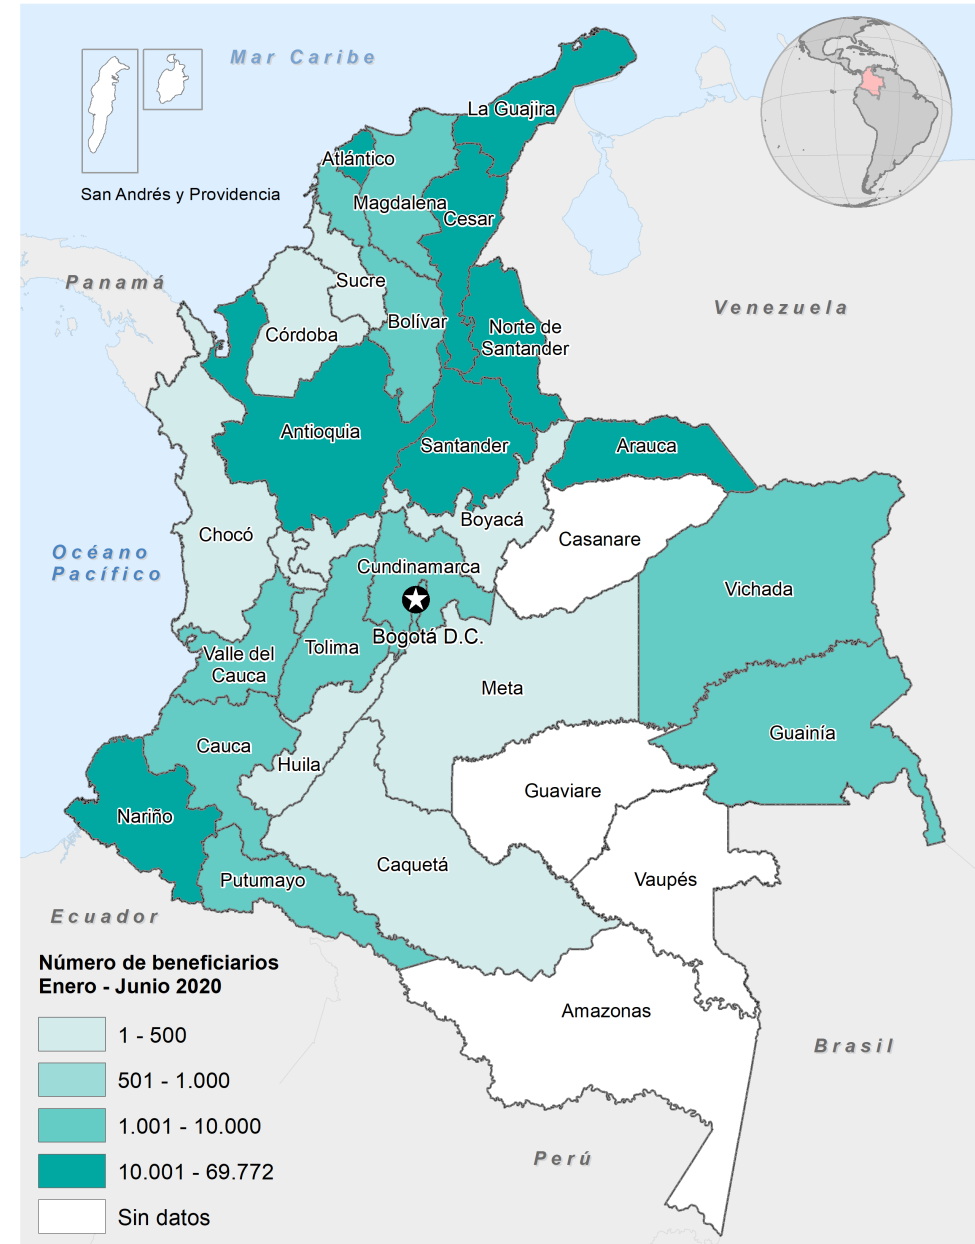 Mar Caribe
La Guajira
Atlántico
San Andrés y Providencia
Magdalena
Cesar
Panamá
Sucre
Venezuela
Bolívar
Córdoba
Norte de
Santander
Antioquia
Santander
Arauca
Boyacá
Chocó
Casanare
Océano
Pacífico
Cundinamarca
Vichada
Bogotá D.C.
Tolima
Valle del
Cauca
Meta
Guainía
Cauca
Huila
Guaviare
Nariño
Caquetá
Putumayo
Vaupés
Ecuador
Número de beneficiarios
Enero - Junio 2020
Amazonas
1 - 500
Brasil
501 - 1.000
1.001 - 10.000
Perú
10.001 - 69.772
Sin datos